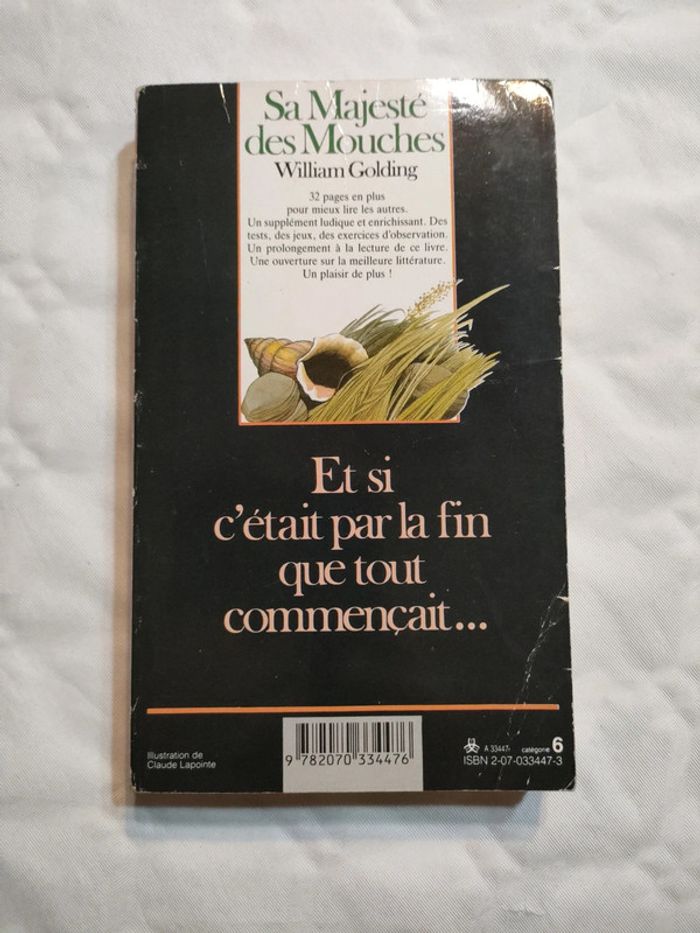 Sa Majesté
des Mouches
William Golding
32 pages en plus
pour mieux lire les autres.
Un supplément ludique et enrichissant. Des
tests, des jeux, des exercices d'observation.
Un prolongement à la lecture de ce livre.
Une ouverture sur la meilleure littérature.
Un plaisir de plus !
Et si
c'était par la fin
que tout
commençait...
Illustration de
Claude Lapointe
9 782070 334476
A 33447- catégorie 6
ISBN 2-07-033447-3